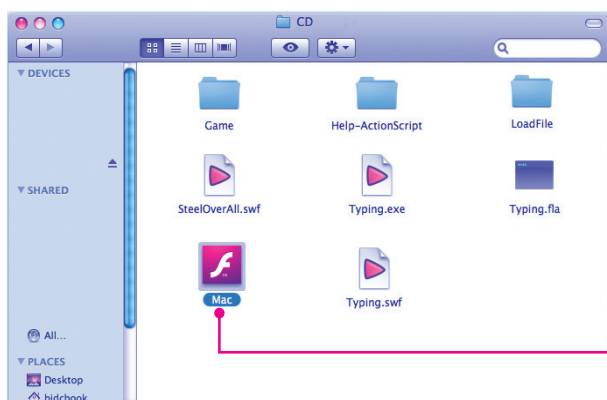 CD
DEVICES
SHARED
All...
PLACES
Desktop
bidchook
Game
Help-ActionScript
LoadFile
SteelOverAll.swf
Typing.exe
Typing.fla
Mac
Typing.swf